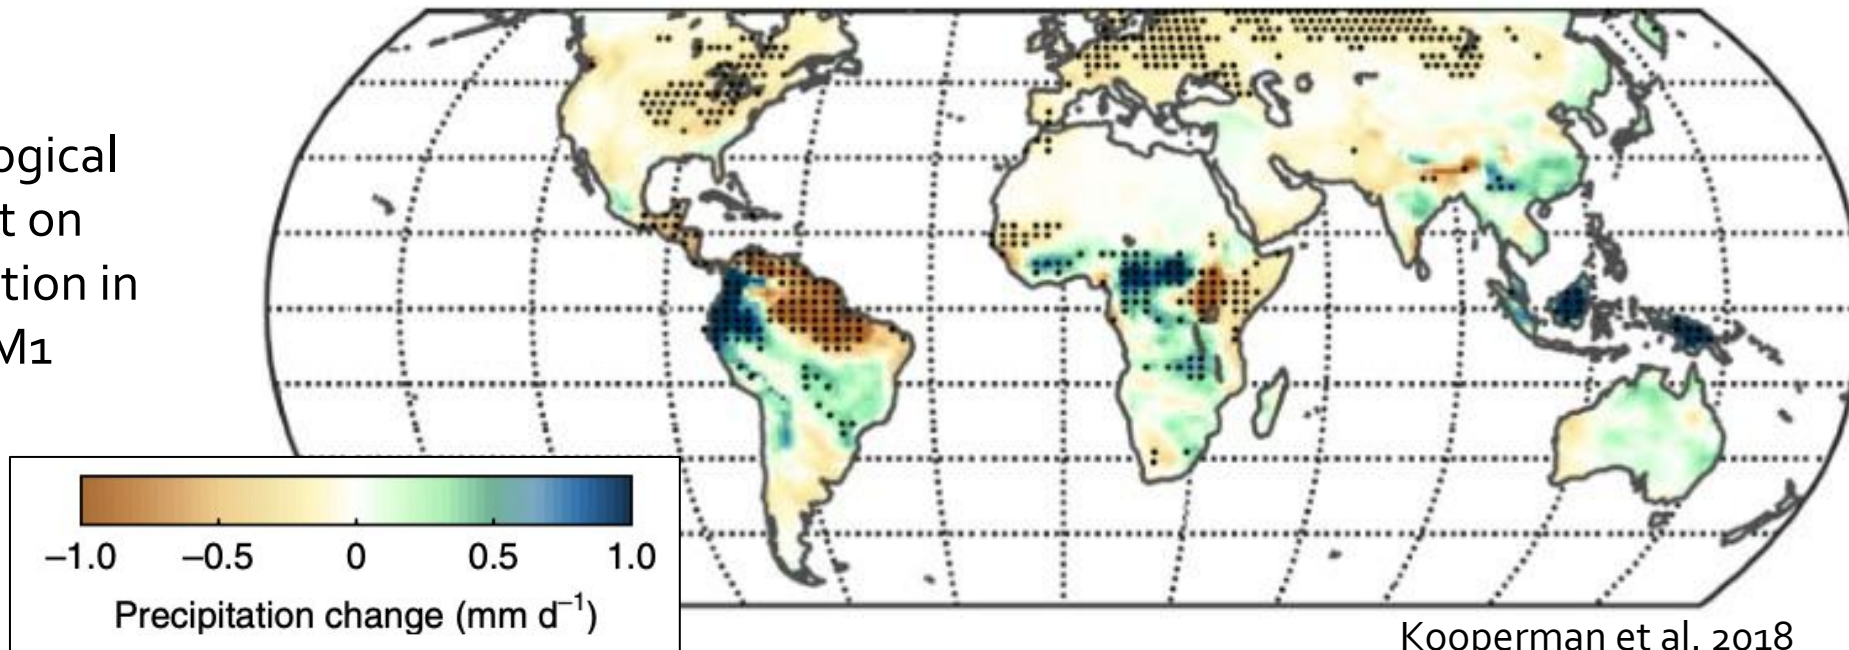 ogical
t on
tion in
M1
−1.0 −0.5 0 0.5 1.0
Precipitation change (mm d⁻¹)
Kooperman et al. 2018